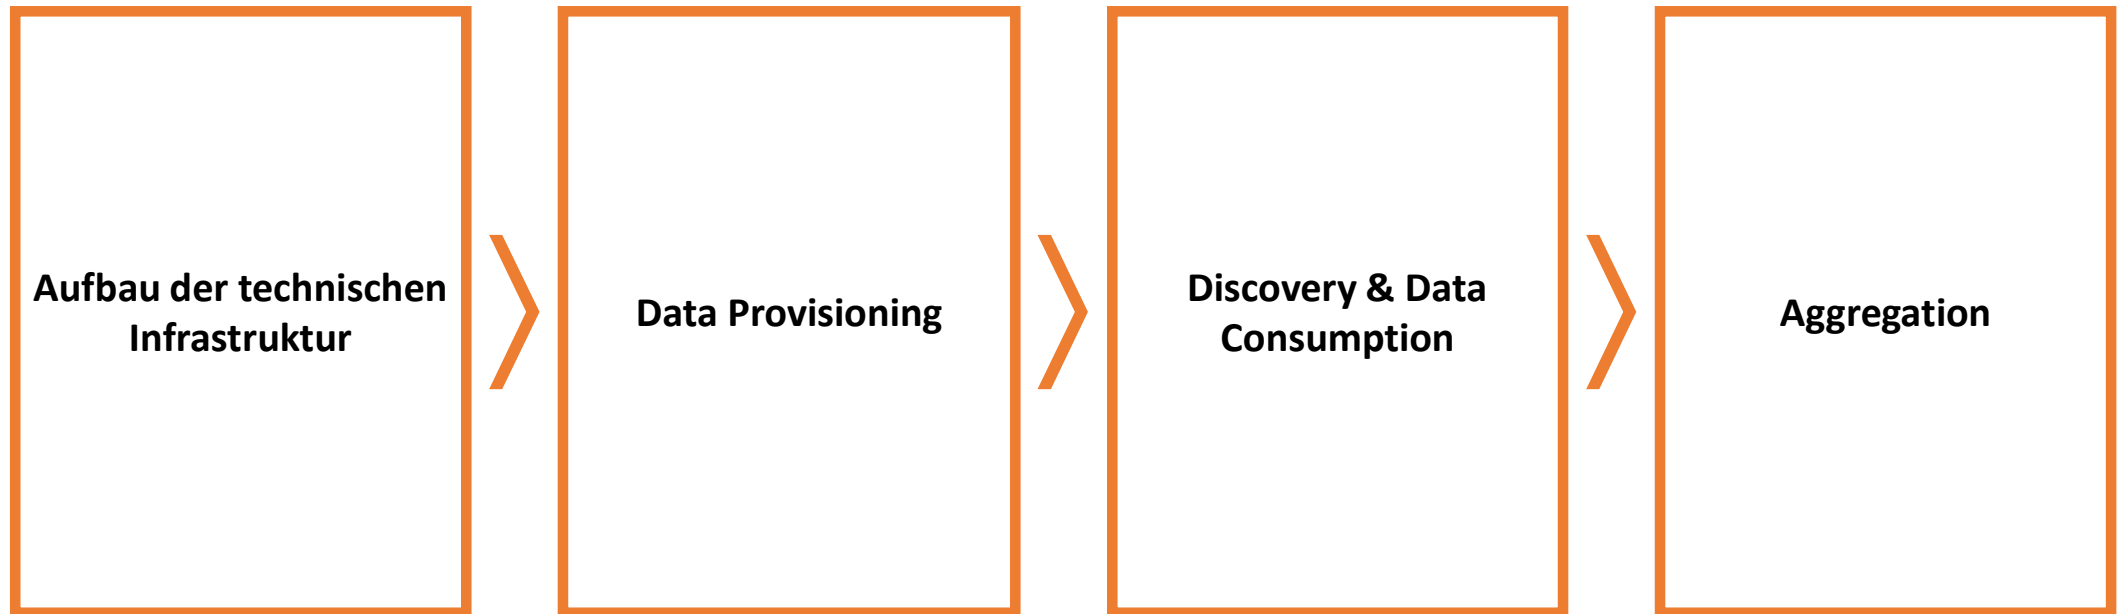 Aufbau der technischen
Infrastruktur
Data Provisioning
Discovery & Data
Consumption
Aggregation